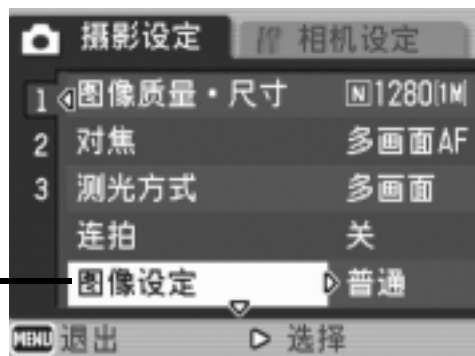 摄影设定 相机设定
1 图像质量・尺寸 N1280[1M]
2 对焦 多画面AF
3 测光方式 多画面
连拍 关
图像设定 普通
MENU 退出 选择